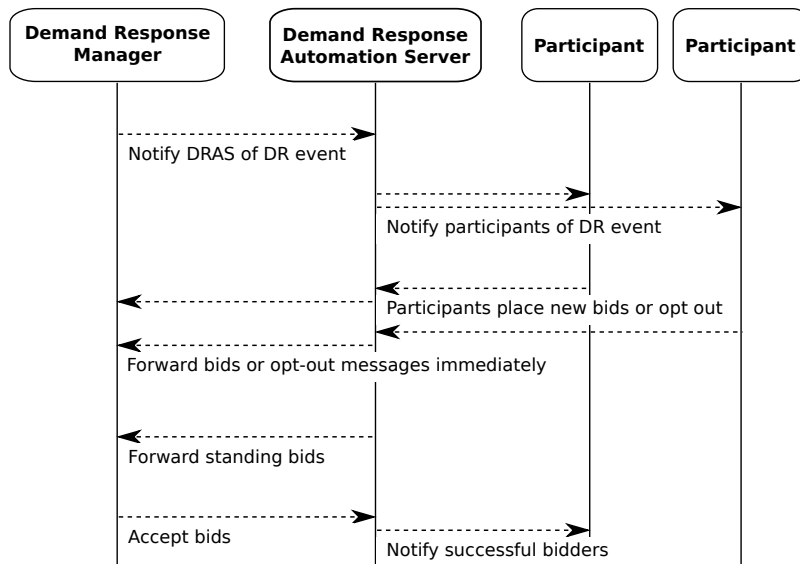 Demand Response
Manager
Demand Response
Automation Server
Participant
Participant
Notify DRAS of DR event
Notify participants of DR event
Participants place new bids or opt out
Forward bids or opt-out messages immediately
Forward standing bids
Accept bids
Notify successful bidders